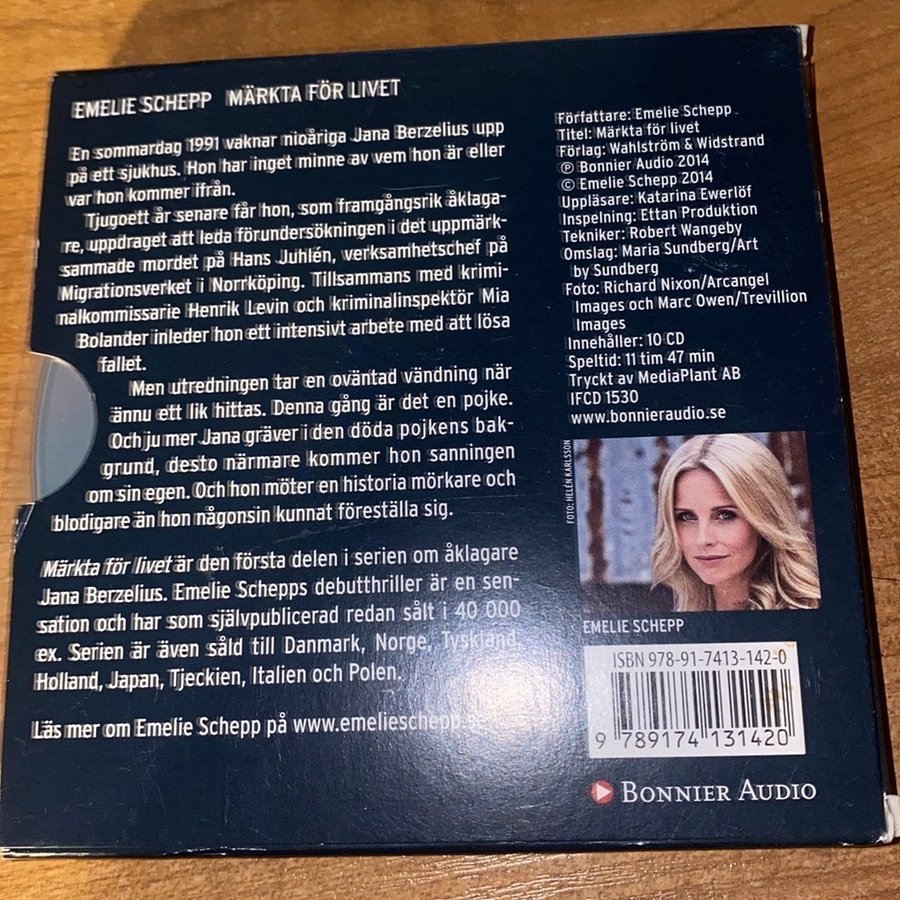 EMELIE SCHEPP MÄRKTA FÖR LIVET
En sommardag 1991 vaknar nioåriga Jana Berzelius upp
på ett sjukhus. Hon har inget minne av vem hon är eller
var hon kommer ifrån.
Tjugoett år senare får hon, som framgångsrik åklaga-
re, uppdraget att leda förundersökningen i det uppmärk-
sammade mordet på Hans Juhlén, verksamhetschef på
Migrationsverket i Norrköping. Tillsammans med krimi-
nalkommissarie Henrik Levin och kriminalinspektör Mia
Bolander inleder hon ett intensivt arbete med att lösa
fallet.
Men utredningen tar en oväntad vändning när
ännu ett lik hittas. Denna gång är det en pojke.
Och ju mer Jana gräver i den döda pojkens bak-
grund, desto närmare kommer hon sanningen
om sin egen. Och hon möter en historia mörkare och
blodigare än hon någonsin kunnat föreställa sig.
Märkta för livet är den första delen i serien om åklagare
Jana Berzelius. Emelie Schepps debutthriller är en sen-
sation och har som självpublicerad redan sålt i 40 000
ex. Serien är även såld till Danmark, Norge, Tyskland,
Holland, Japan, Tjeckien, Italien och Polen.
Läs mer om Emelie Schepp på www.emelieschepp.se
Författare: Emelie Schepp
Titel: Märkta för livet
Förlag: Wahlström & Widstrand
℗ Bonnier Audio 2014
© Emelie Schepp 2014
Uppläsare: Katarina Ewerlöf
Inspelning: Ettan Produktion
Tekniker: Robert Wangeby
Omslag: Maria Sundberg/Art
by Sundberg
Foto: Richard Nixon/Arcangel
Images och Marc Owen/Trevillion
Images
Innehåller: 10 CD
Speltid: 11 tim 47 min
Tryckt av MediaPlant AB
IFCD 1530
www.bonnieraudio.se
FOTO: HELÉN KARLSSON
EMELIE SCHEPP
ISBN 978-91-7413-142-0
9 789174 131420
BONNIER AUDIO